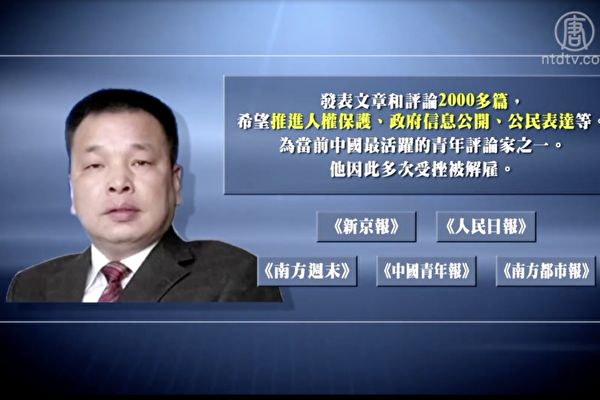 唐
ntdtv.co
發表文章和評論2000多篇，
希望推進人權保護、政府信息公開、公民表達等。
為當前中國最活躍的青年評論家之一。
他因此多次受挫被解雇。
《新京報》 《人民日報》
《南方週末》 《中國青年報》 《南方都市報》